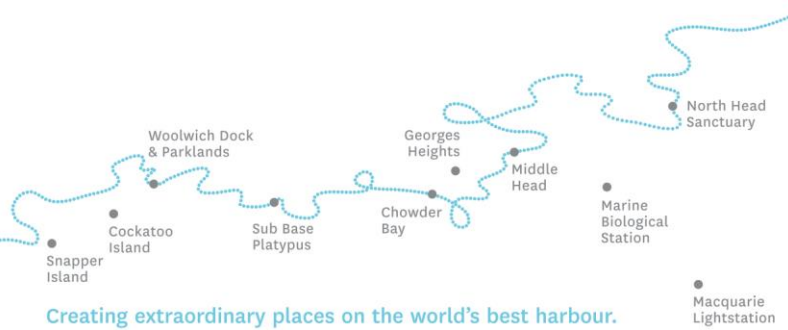 Woolwich Dock
& Parklands
Georges
Heights
North Head
Sanctuary
Middle
Head
Marine
Biological
Station
Chowder
Bay
Sub Base
Platypus
Cockatoo
Island
Snapper
Island
Macquarie
Lightstation
Creating extraordinary places on the world's best harbour.